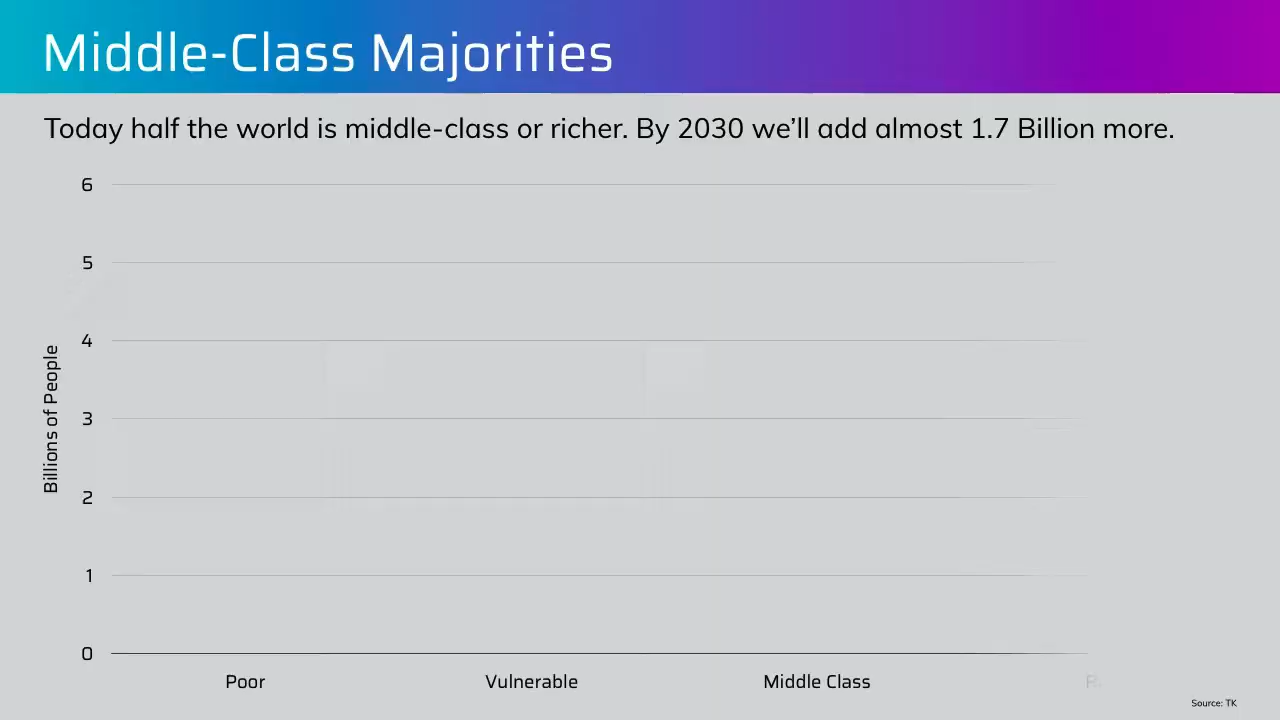 Middle-Class Majorities
Today half the world is middle-class or richer. By 2030 we’ll add almost 1.7 Billion more.
6
5
4
3
2
1
0
Billions of People
Poor Vulnerable Middle Class
Source: TK